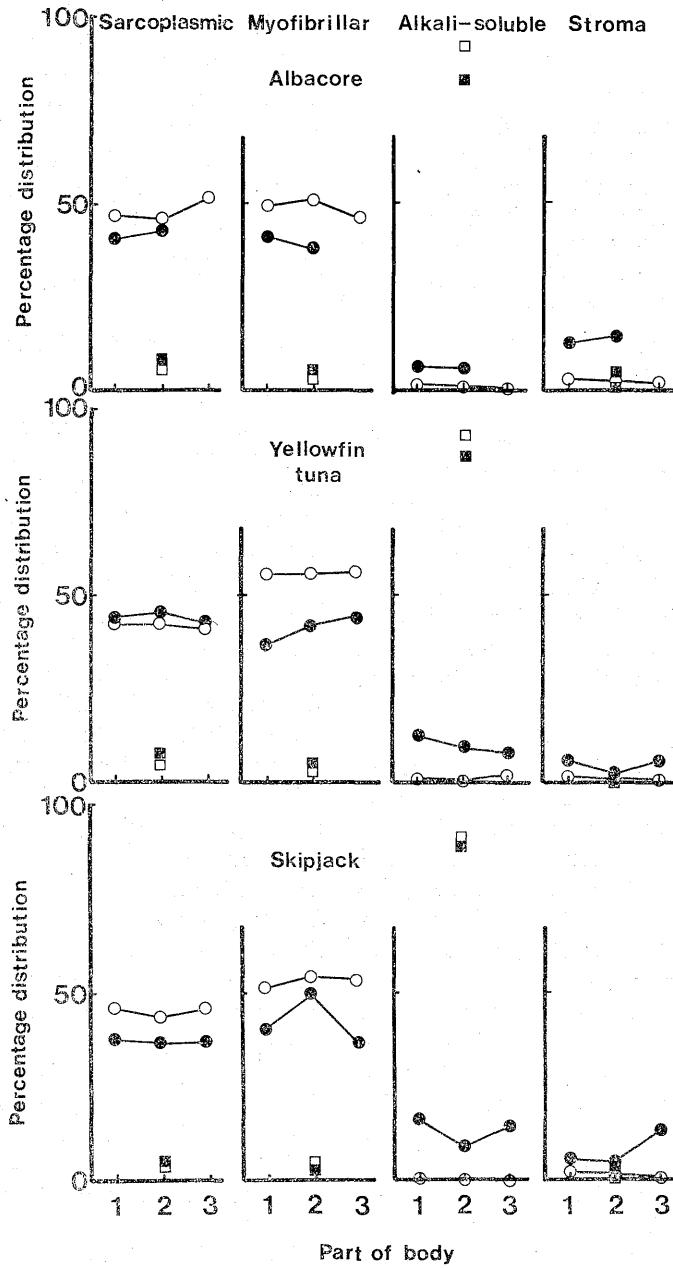 100 Sarcoplasmic Myofibrillar Alkali-soluble Stroma
Albacore
Percentage distribution
50
0
100
Yellowfin
tuna
Percentage distribution
50
0
100
Skipjack
Percentage distribution
50
0
1 2 3 1 2 3 1 2 3 1 2 3
Part of body